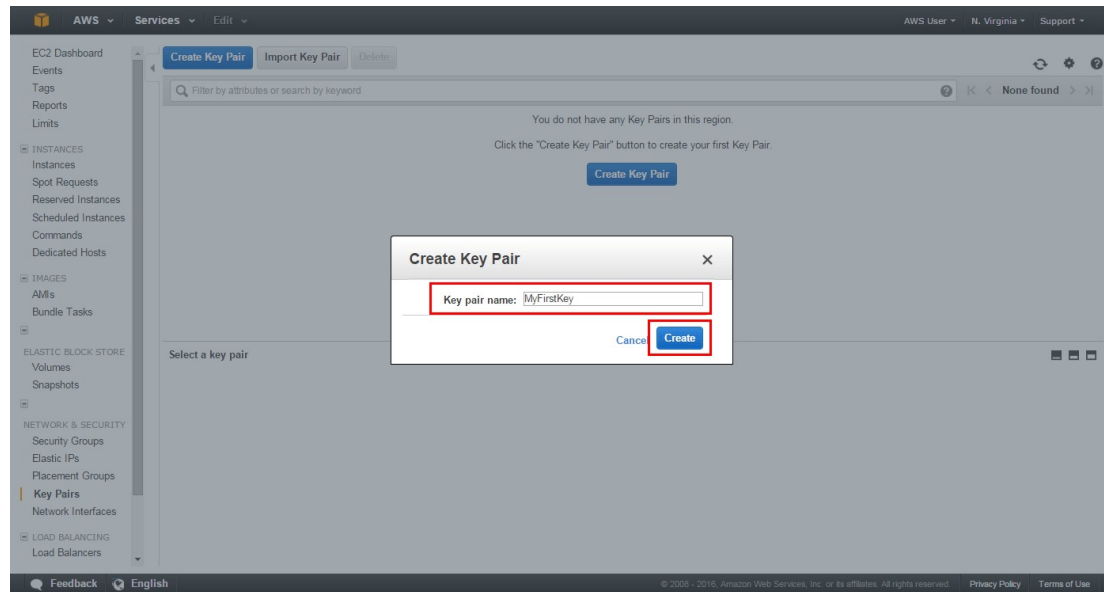 AWS Services Edit AWS User N. Virginia Support
EC2 Dashboard
Events
Tags
Reports
Limits
INSTANCES
Instances
Spot Requests
Reserved Instances
Scheduled Instances
Commands
Dedicated Hosts
IMAGES
AMIs
Bundle Tasks
ELASTIC BLOCK STORE
Volumes
Snapshots
NETWORK & SECURITY
Security Groups
Elastic IPs
Placement Groups
Key Pairs
Network Interfaces
LOAD BALANCING
Load Balancers
Create Key Pair Import Key Pair Delete
Filter by attributes or search by keyword None found
You do not have any Key Pairs in this region.
Click the "Create Key Pair" button to create your first Key Pair.
Create Key Pair
Create Key Pair
Key pair name: MyFirstKey
Cancel Create
Select a key pair
Feedback English © 2008 - 2016, Amazon Web Services, Inc. or its affiliates. All rights reserved. Privacy Policy Terms of Use